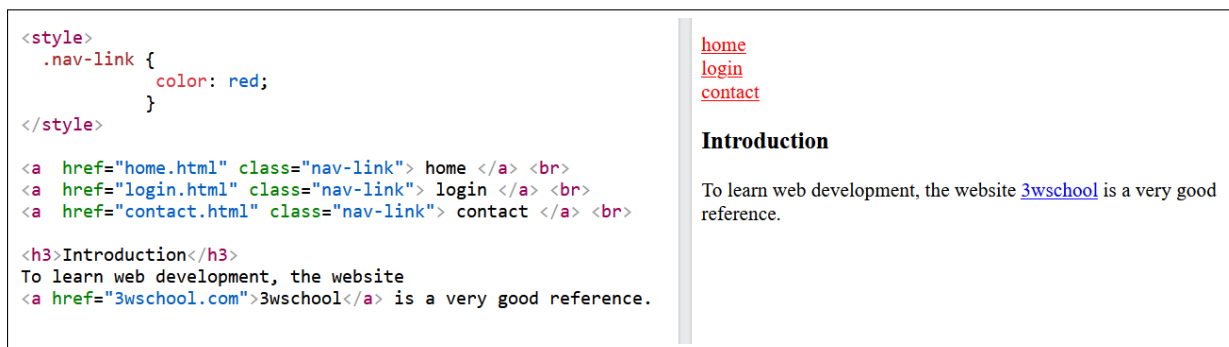 <style>
.nav-link {
color: red;
}
</style>
<a  href="home.html" class="nav-link"> home </a> <br>
<a  href="login.html" class="nav-link"> login </a> <br>
<a  href="contact.html" class="nav-link"> contact </a> <br>
<h3>Introduction</h3>
To learn web development, the website
<a href="3wschool.com">3wschool</a> is a very good reference.
home
login
contact
Introduction
To learn web development, the website 3wschool is a very good
reference.